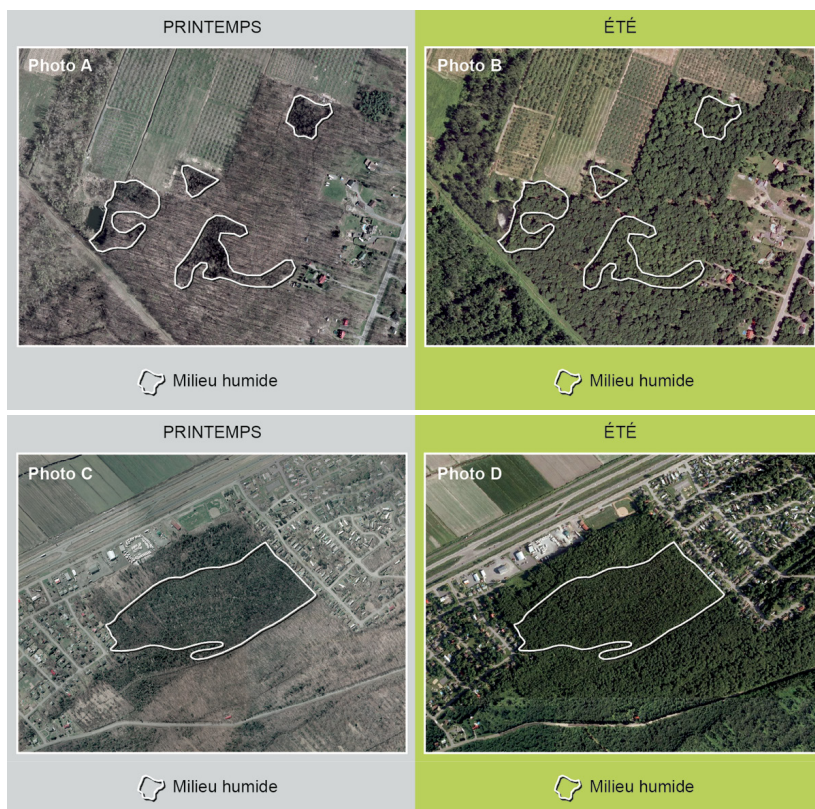 PRINTEMPS
ÉTÉ
Photo A
Photo B
Milieu humide
Milieu humide
PRINTEMPS
ÉTÉ
Photo C
Photo D
Milieu humide
Milieu humide